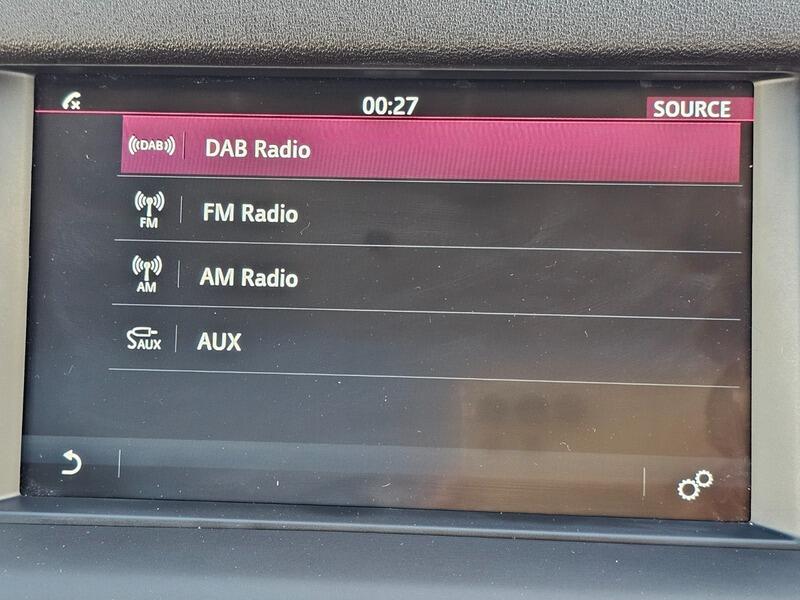 00:27
SOURCE
DAB DAB Radio
FM FM Radio
AM AM Radio
AUX AUX